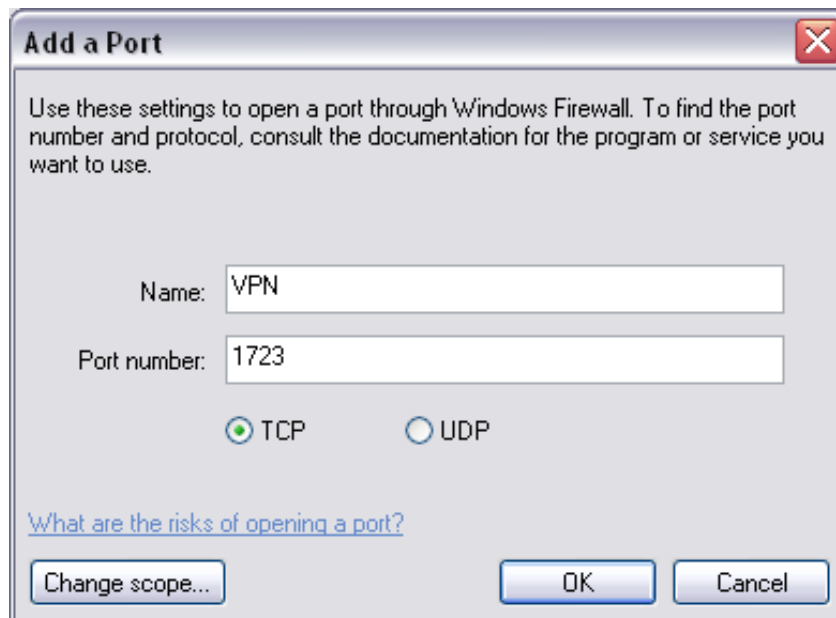 Add a Port
Use these settings to open a port through Windows Firewall. To find the port
number and protocol, consult the documentation for the program or service you
want to use.
Name: VPN
Port number: 1723
TCP UDP
What are the risks of opening a port?
Change scope... OK Cancel